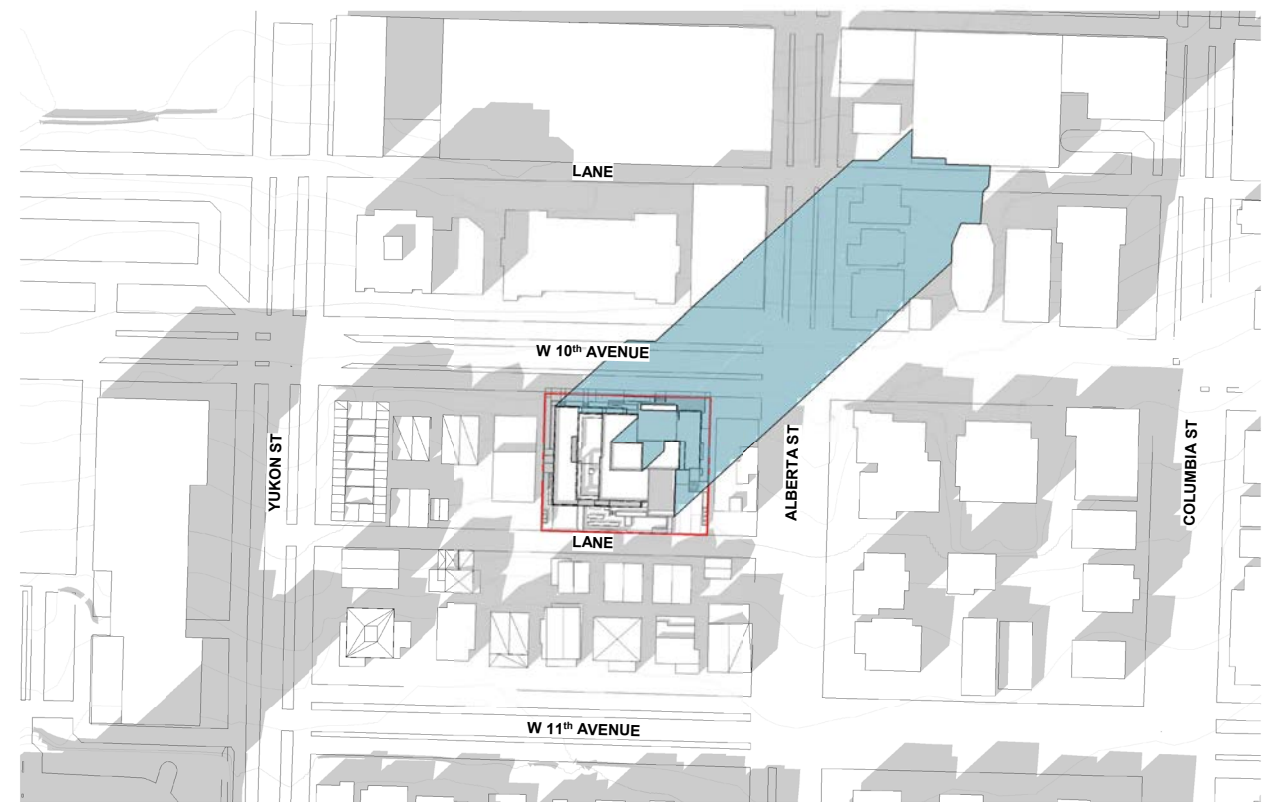 LANE
W 10th AVENUE
YUKON ST
ALBERTA ST
COLUMBIA ST
LANE
W 11th AVENUE